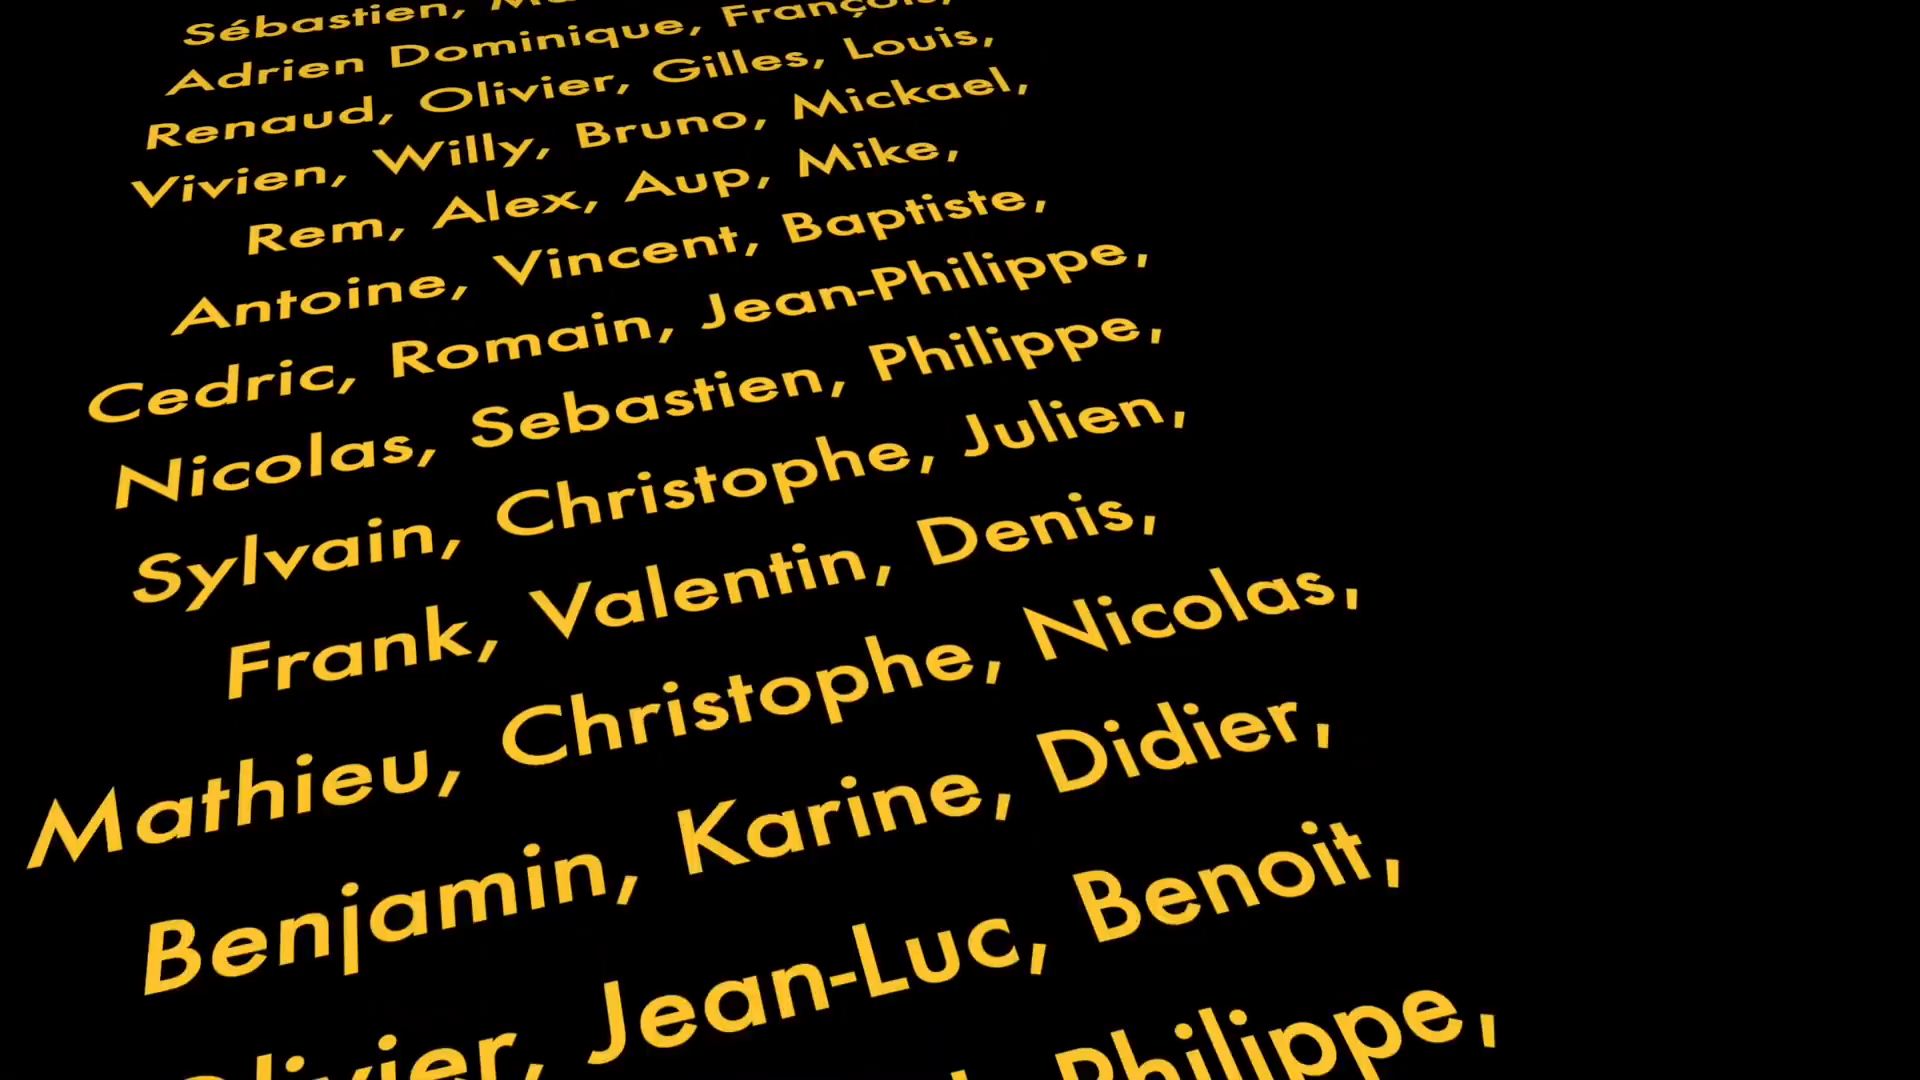 Sébastien,
Adrien Dominique, François,
Renaud, Olivier, Gilles, Louis,
Vivien, Willy, Bruno, Mickael,
Rem, Alex, Aup, Mike,
Antoine, Vincent, Baptiste,
Cedric, Romain, Jean-Philippe,
Nicolas, Sebastien, Philippe,
Sylvain, Christophe, Julien,
Frank, Valentin, Denis,
Mathieu, Christophe, Nicolas,
Benjamin, Karine, Didier,
Olivier, Jean-Luc, Benoit,
Philippe,